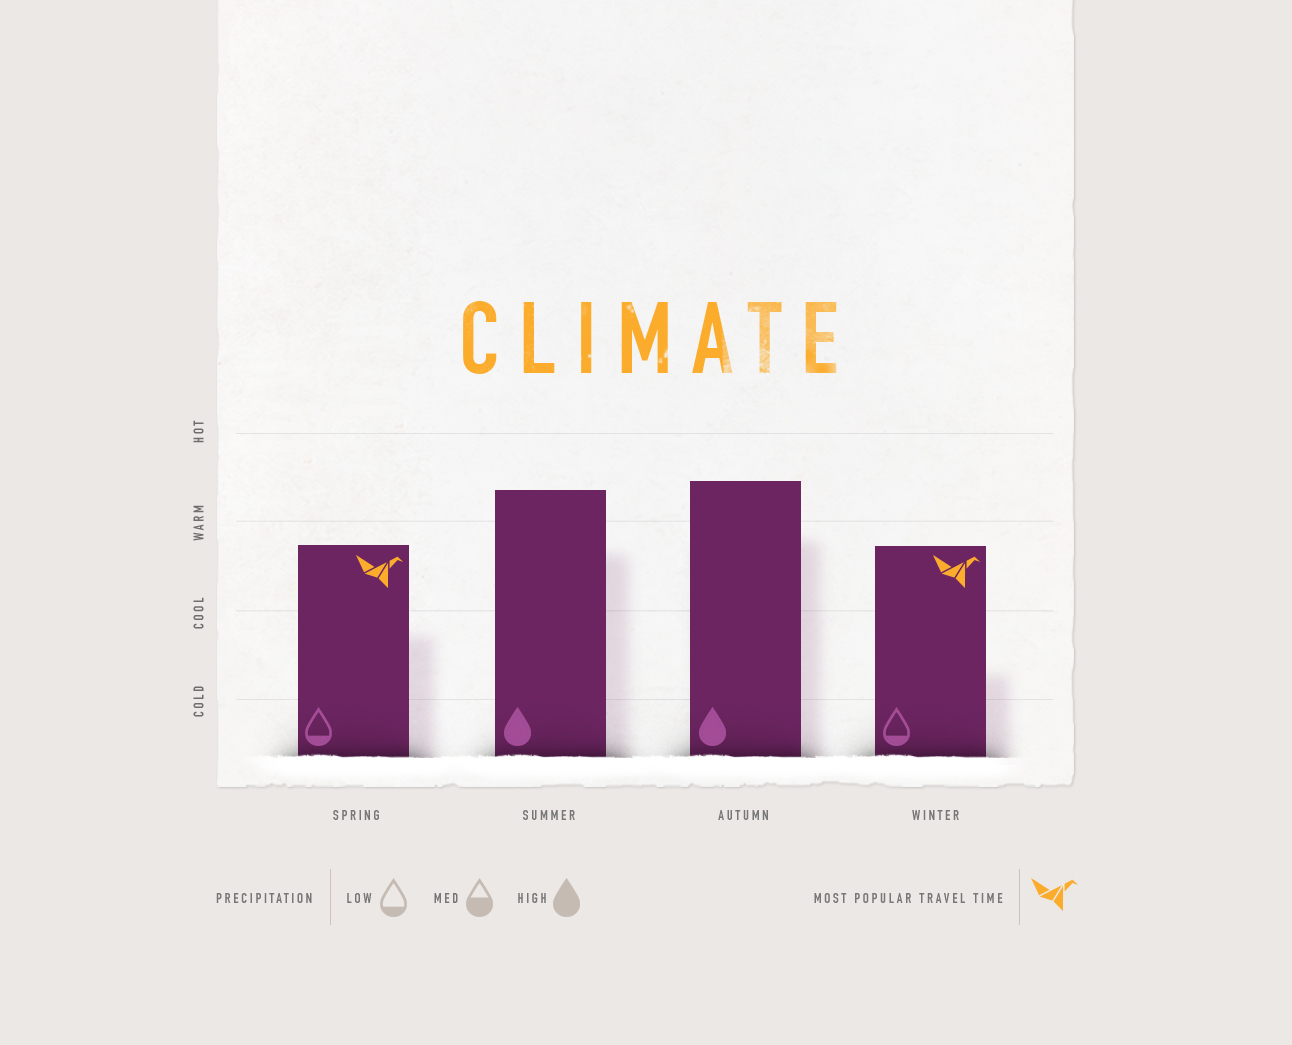 CLIMATE
HOT
WARM
COOL
COLD
SPRING SUMMER AUTUMN WINTER
PRECIPITATION LOW MED HIGH MOST POPULAR TRAVEL TIME